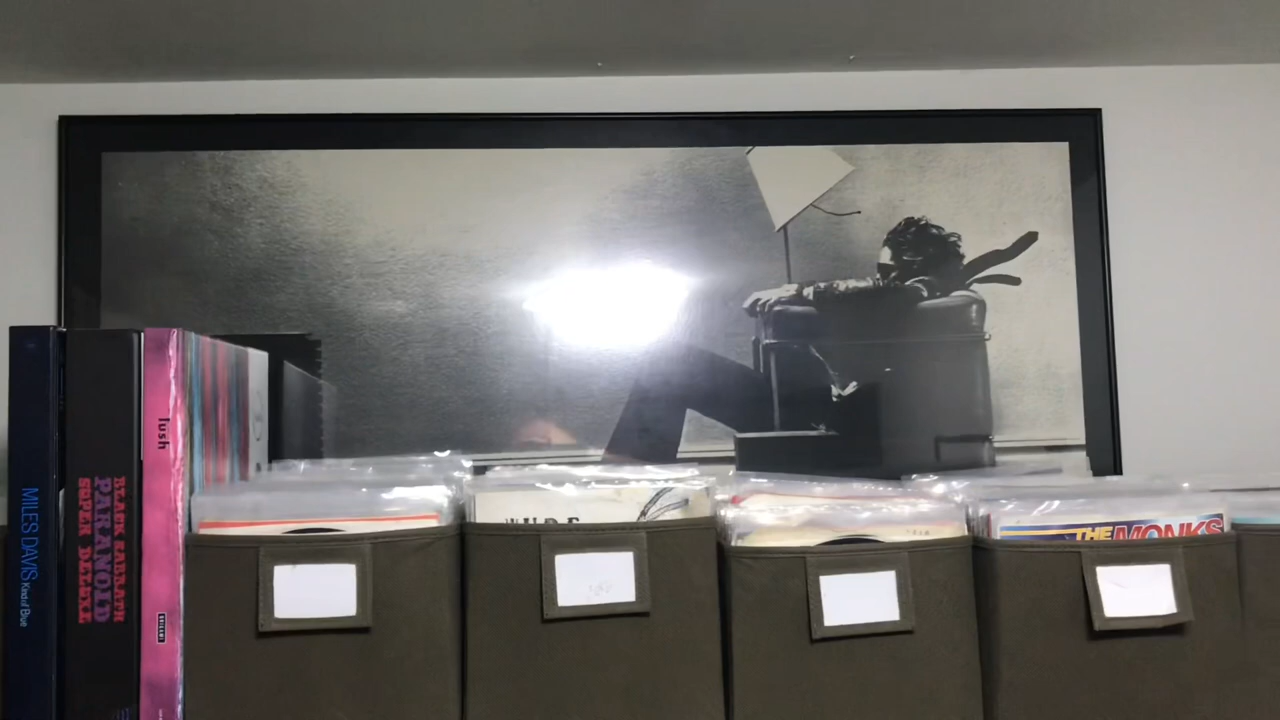 MILES DAVIS Kind of Blue
BLACK SABBATH
PARANOID
SUPER DELUXE
lush
THE MONKS